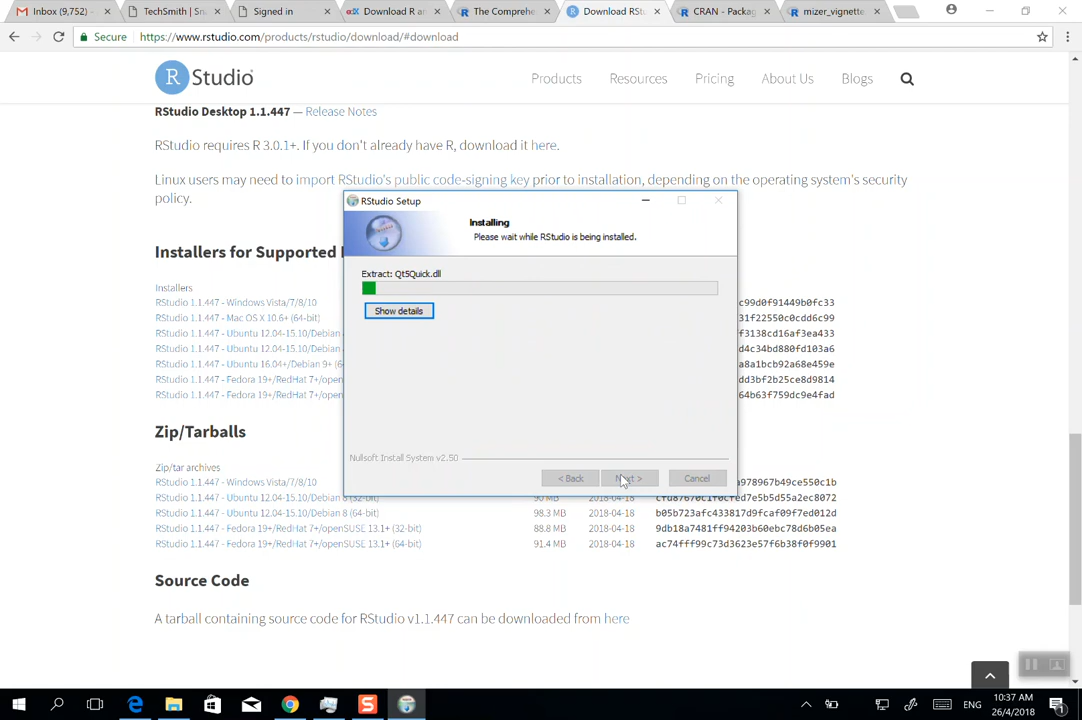 Inbox (9,752) -
TechSmith | Sna
Signed in
Download R an
The Comprehe
Download RStu
CRAN - Packag
mizer_vignette
Secure
https://www.rstudio.com/products/rstudio/download/#download
R Studio
Products
Resources
Pricing
About Us
Blogs
RStudio Desktop 1.1.447 — Release Notes
RStudio requires R 3.0.1+. If you don't already have R, download it here.
Linux users may need to import RStudio's public code-signing key prior to installation, depending on the operating system's security
policy.
RStudio Setup
Installing
Please wait while RStudio is being installed.
Extract: Qt5Quick.dll
Show details
Nullsoft Install System v2.50
< Back
Next >
Cancel
Installers for Supported
Installers
RStudio 1.1.447 - Windows Vista/7/8/10
c99d0f91449b0fc33
RStudio 1.1.447 - Mac OS X 10.6+ (64-bit)
31f22550c0cdd6c99
RStudio 1.1.447 - Ubuntu 12.04-15.10/Debian
ff3138cd16af3ea433
RStudio 1.1.447 - Ubuntu 12.04-15.10/Debian
d4c34bd880fd103a6
RStudio 1.1.447 - Ubuntu 16.04+/Debian 9+ (6
a8a1bcb92a68e459e
RStudio 1.1.447 - Fedora 19+/RedHat 7+/open
dd3bf2b25ce8d9814
RStudio 1.1.447 - Fedora 19+/RedHat 7+/open
64b63f759dc9e4fad
Zip/Tarballs
Zip/tar archives
RStudio 1.1.447 - Windows Vista/7/8/10
a978967b49ce550c1b
RStudio 1.1.447 - Ubuntu 12.04-15.10/Debian 8 (32-bit)
90 MB
2018-04-18
cfd87670c1f0cfed7e5b5d55a2ec8072
RStudio 1.1.447 - Ubuntu 12.04-15.10/Debian 8 (64-bit)
98.3 MB
2018-04-18
b05b723afc433817d9fcaf09f7ed012d
RStudio 1.1.447 - Fedora 19+/RedHat 7+/openSUSE 13.1+ (32-bit)
88.8 MB
2018-04-18
9db18a7481ff94203b60ebc78d6b05ea
RStudio 1.1.447 - Fedora 19+/RedHat 7+/openSUSE 13.1+ (64-bit)
91.4 MB
2018-04-18
ac74fff99c73d3623e57f6b38f0f9901
Source Code
A tarball containing source code for RStudio v1.1.447 can be downloaded from here
ENG
10:37 AM
26/4/2018
1